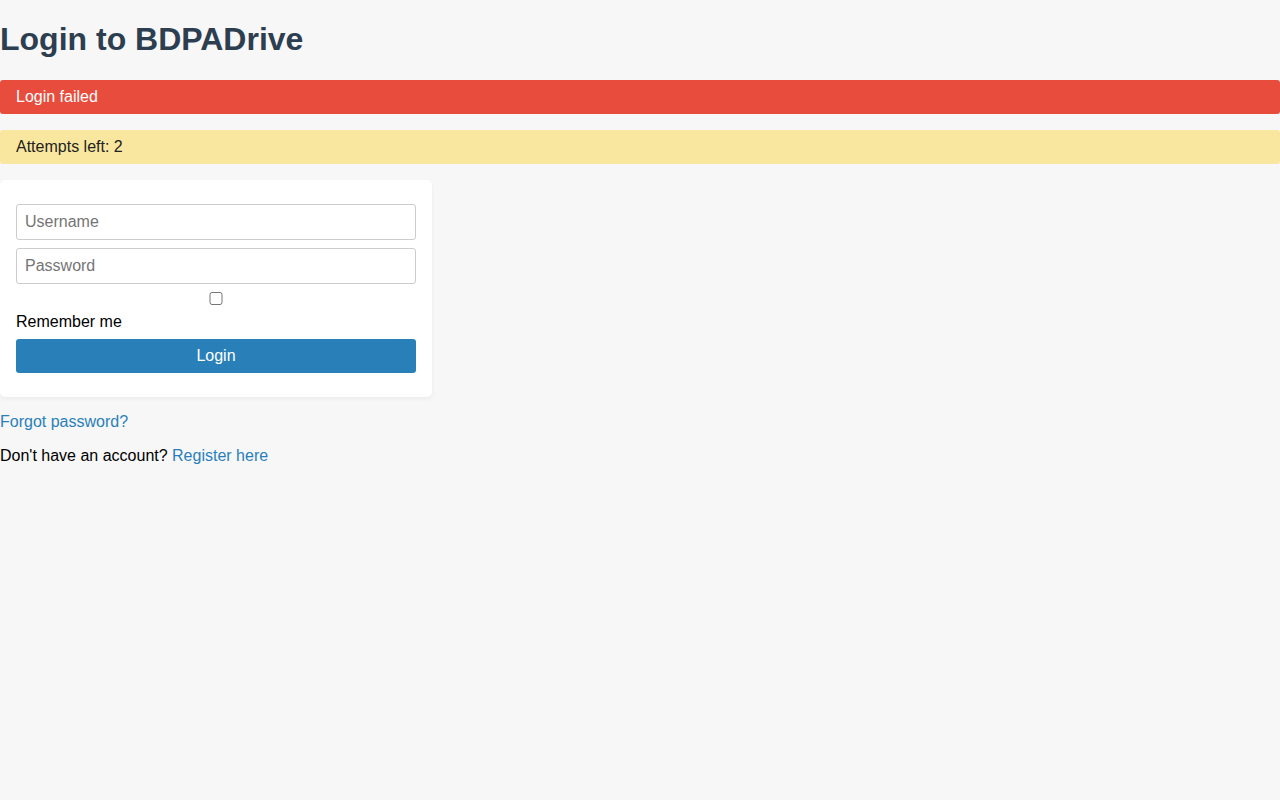 Login to BDPADrive
Login failed
Attempts left: 2
Username
Password
Remember me
Login
Forgot password?
Don't have an account? Register here